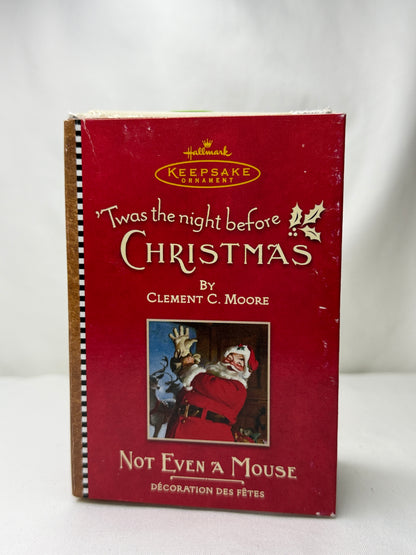 Hallmark
KEEPSAKE
ORNAMENT
'Twas the night before
CHRISTMAS
BY
CLEMENT C. MOORE
NOT EVEN A MOUSE
DÉCORATION DES FÊTES